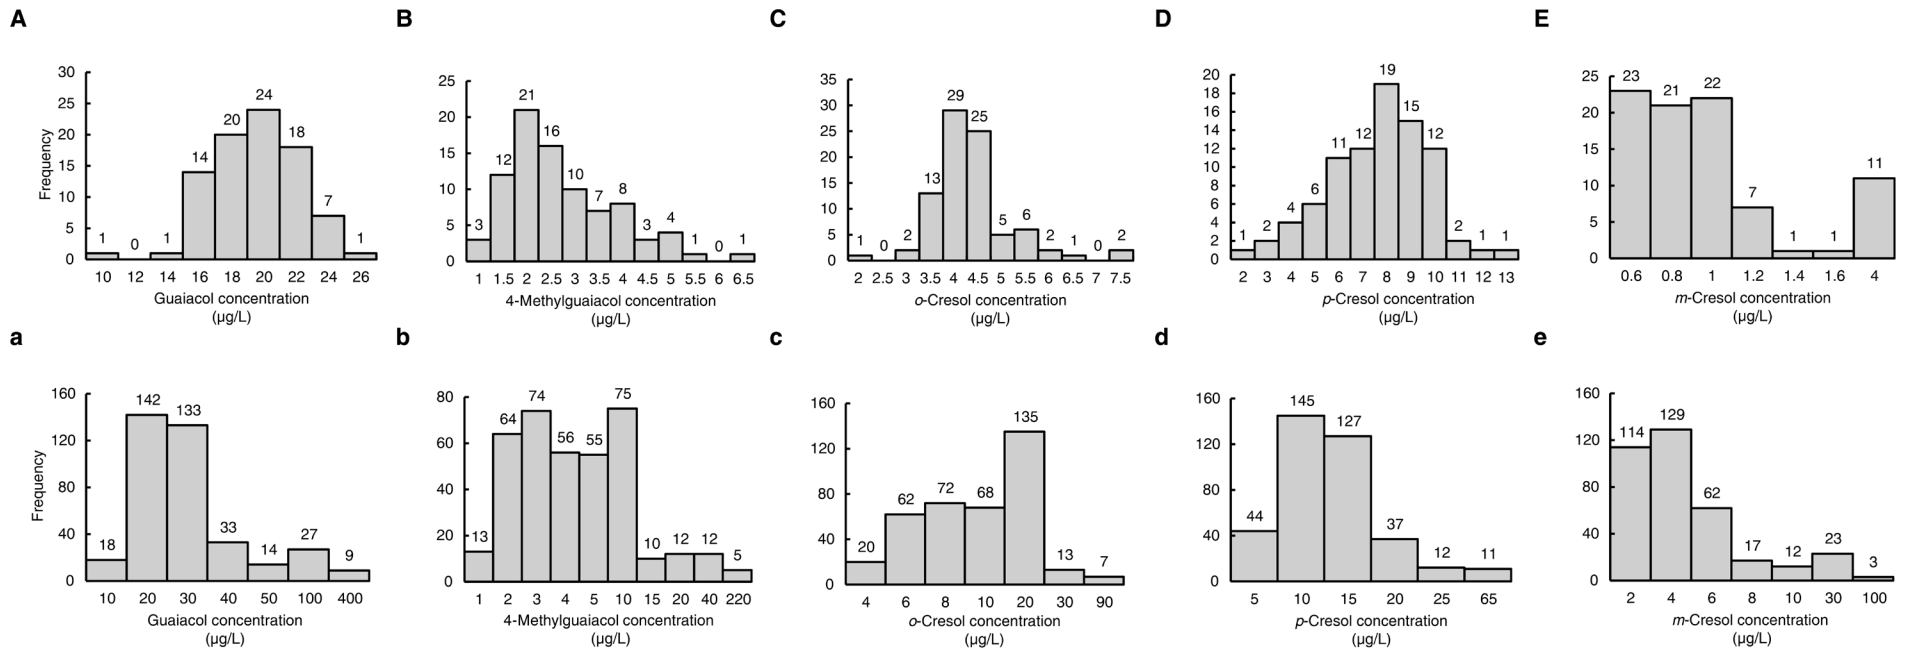 A
30
25
20
15
10
5
0
Frequency
1 0 1 14 20 24 18 7 1
10 12 14 16 18 20 22 24 26
Guaiacol concentration
(µg/L)
B
25
20
15
10
5
0
3 12 21 16 10 7 8 3 4 1 0 1
1 1.5 2 2.5 3 3.5 4 4.5 5 5.5 6 6.5
4-Methylguaiacol concentration
(µg/L)
C
35
30
25
20
15
10
5
0
1 0 2 13 29 25 5 6 2 1 0 2
2 2.5 3 3.5 4 4.5 5 5.5 6 6.5 7 7.5
o-Cresol concentration
(µg/L)
D
20
18
16
14
12
10
8
6
4
2
0
1 2 4 6 11 12 19 15 12 2 1 1
2 3 4 5 6 7 8 9 10 11 12 13
p-Cresol concentration
(µg/L)
E
25
20
15
10
5
0
23 21 22 7 1 1 11
0.6 0.8 1 1.2 1.4 1.6 4
m-Cresol concentration
(µg/L)
a
160
120
80
40
0
Frequency
18 142 133 33 14 27 9
10 20 30 40 50 100 400
Guaiacol concentration
(µg/L)
b
80
60
40
20
0
13 64 74 56 55 75 10 12 12 5
1 2 3 4 5 10 15 20 40 220
4-Methylguaiacol concentration
(µg/L)
c
160
120
80
40
0
20 62 72 68 135 13 7
4 6 8 10 20 30 90
o-Cresol concentration
(µg/L)
d
160
120
80
40
0
44 145 127 37 12 11
5 10 15 20 25 65
p-Cresol concentration
(µg/L)
e
160
120
80
40
0
114 129 62 17 12 23 3
2 4 6 8 10 30 100
m-Cresol concentration
(µg/L)